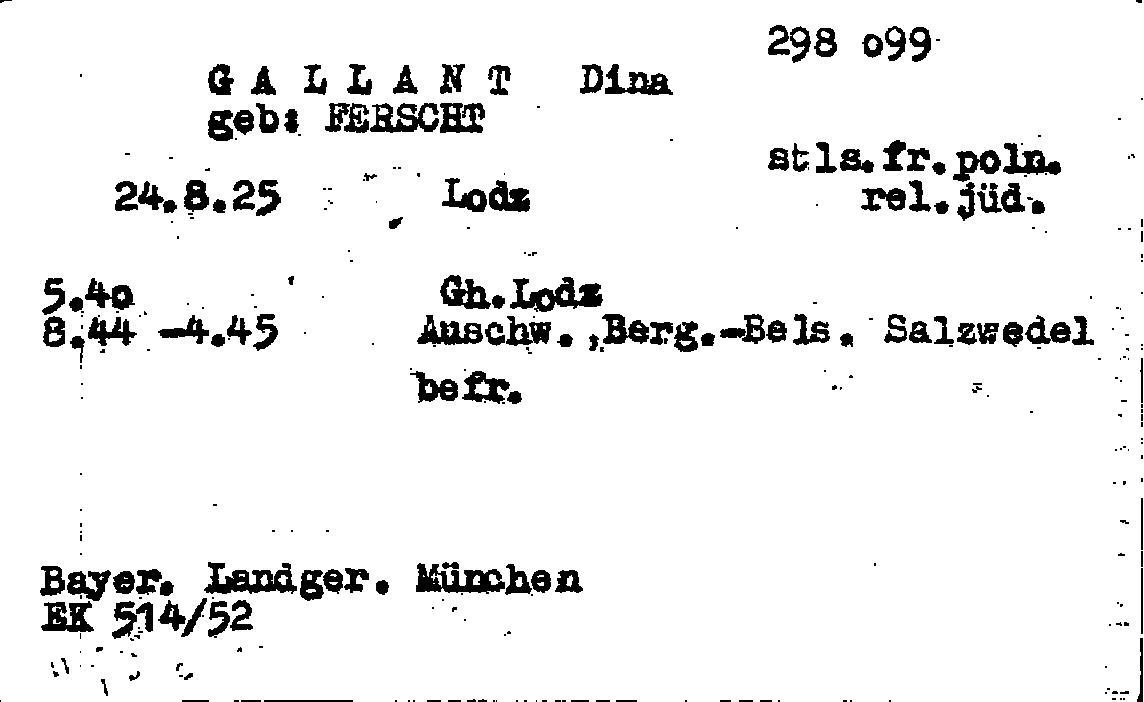 298 099
G A L L A N T Dina
geb: FERSCHT
stls.fr.poln.
24.8.25 Lodz rel.jüd.
5.40 Gh.Lodz
8.44 -4.45 Auschw.,Berg.-Bels. Salzwedel
befr.
Bayer. Landger. München
EK 514/52